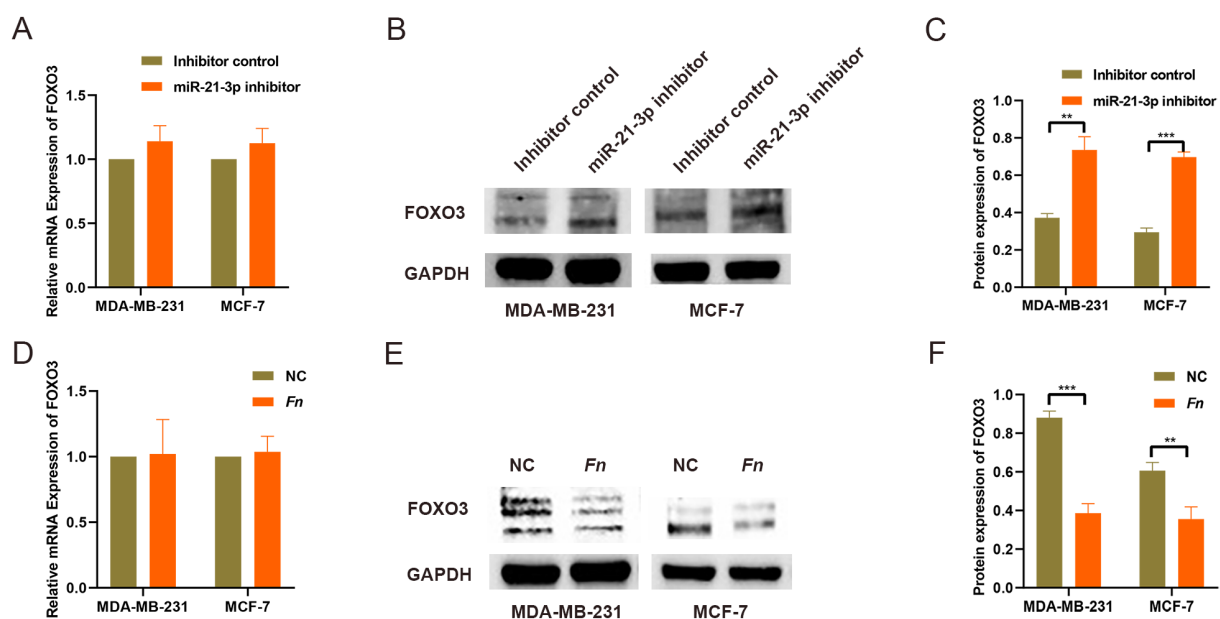 A
Inhibitor control
miR-21-3p inhibitor
Relative mRNA Expression of FOXO3
1.5
1.0
0.5
0.0
MDA-MB-231 MCF-7
B
Inhibitor control
miR-21-3p inhibitor
Inhibitor control
miR-21-3p inhibitor
FOXO3
GAPDH
MDA-MB-231 MCF-7
C
Inhibitor control
miR-21-3p inhibitor
Protein expression of FOXO3
1.0
0.8
0.6
0.4
0.2
0.0
** ***
MDA-MB-231 MCF-7
D
NC
Fn
Relative mRNA Expression of FOXO3
1.5
1.0
0.5
0.0
MDA-MB-231 MCF-7
E
NC Fn NC Fn
FOXO3
GAPDH
MDA-MB-231 MCF-7
F
NC
Fn
Protein expression of FOXO3
1.0
0.8
0.6
0.4
0.2
0.0
*** **
MDA-MB-231 MCF-7